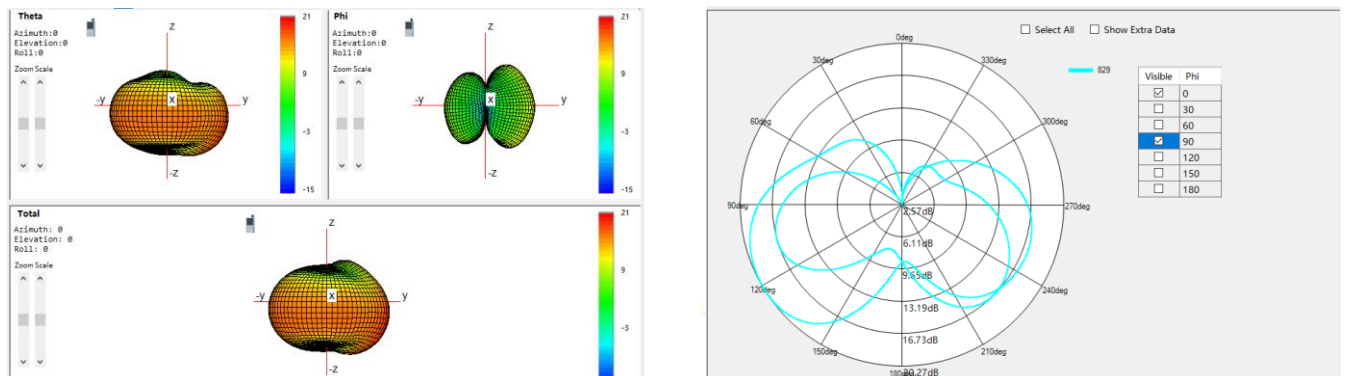 Theta
Azimuth:0
Elevation:0
Roll:0
Zoom Scale
z
-y
x
y
-z
21
9
-3
-15
Phi
Azimuth:0
Elevation:0
Roll:0
Zoom Scale
z
-y
x
y
-z
21
9
-3
-15
Total
Azimuth: 0
Elevation: 0
Roll: 0
Zoom Scale
z
-y
x
y
-z
21
9
-3
Select All
Show Extra Data
0deg
30deg
330deg
829
60deg
300deg
90deg
270deg
120deg
240deg
150deg
210deg
180deg
2.57dB
6.11dB
9.65dB
13.19dB
16.73dB
20.27dB
Visible Phi
0
30
60
90
120
150
180